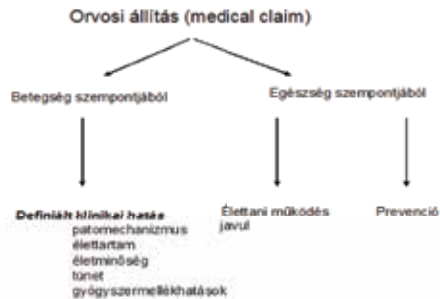 Orvosi állítás (medical claim)
Betegség szempontjából
Egészség szempontjából
Definiált klinikai hatás
patomechanizmus
élettartam
életminőség
tünet
gyógyszermellékhatások
Élettani működés
javul
Prevenció